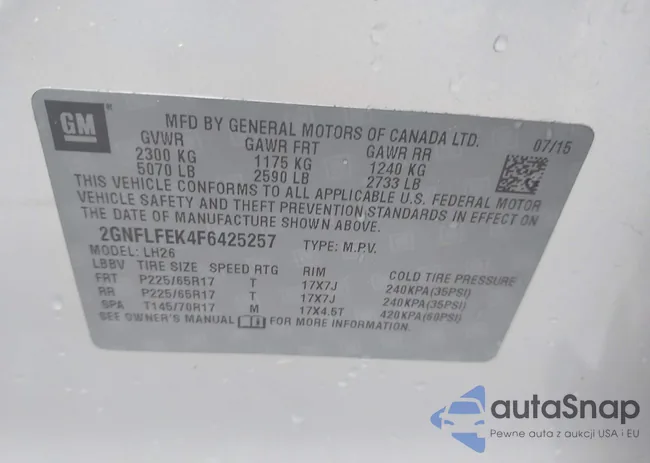 GM
MFD BY GENERAL MOTORS OF CANADA LTD.
07/15
GVWR GAWR FRT GAWR RR
2300 KG 1175 KG 1240 KG
5070 LB 2590 LB 2733 LB
THIS VEHICLE CONFORMS TO ALL APPLICABLE U.S. FEDERAL MOTOR
VEHICLE SAFETY AND THEFT PREVENTION STANDARDS IN EFFECT ON
THE DATE OF MANUFACTURE SHOWN ABOVE.
2GNFLFEK4F6425257 TYPE: M.P.V.
MODEL: LH26
LBBV TIRE SIZE SPEED RTG RIM COLD TIRE PRESSURE
FRT P225/65R17 T 17X7J 240KPA(35PSI)
RR P225/65R17 T 17X7J 240KPA(35PSI)
SPA T145/70R17 M 17X4.5T 420KPA(60PSI)
SEE OWNER'S MANUAL FOR MORE INFORMATION.
autoSnap
Pewne auta z aukcji USA i EU